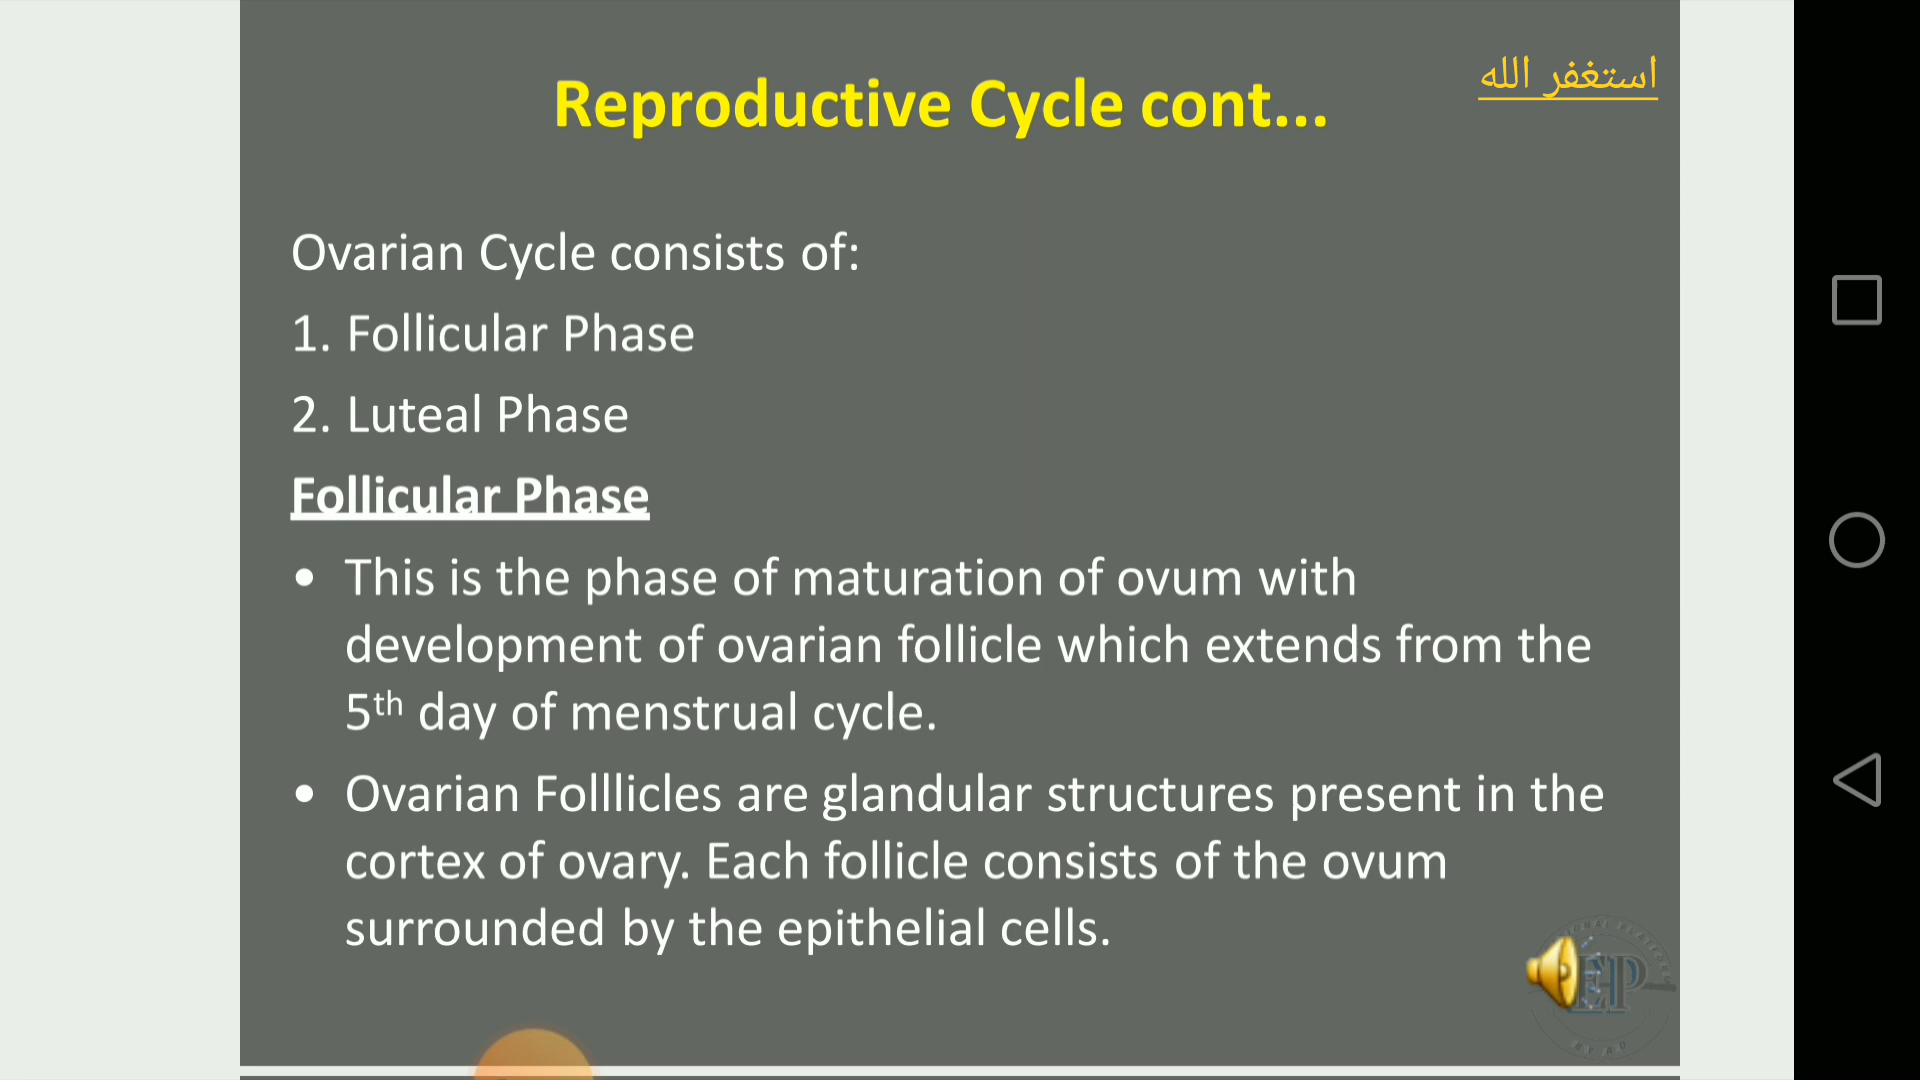 Reproductive Cycle cont...
استغفر الله
Ovarian Cycle consists of:
1. Follicular Phase
2. Luteal Phase
Follicular Phase
• This is the phase of maturation of ovum with
development of ovarian follicle which extends from the
5th day of menstrual cycle.
• Ovarian Folllicles are glandular structures present in the
cortex of ovary. Each follicle consists of the ovum
surrounded by the epithelial cells.
EP